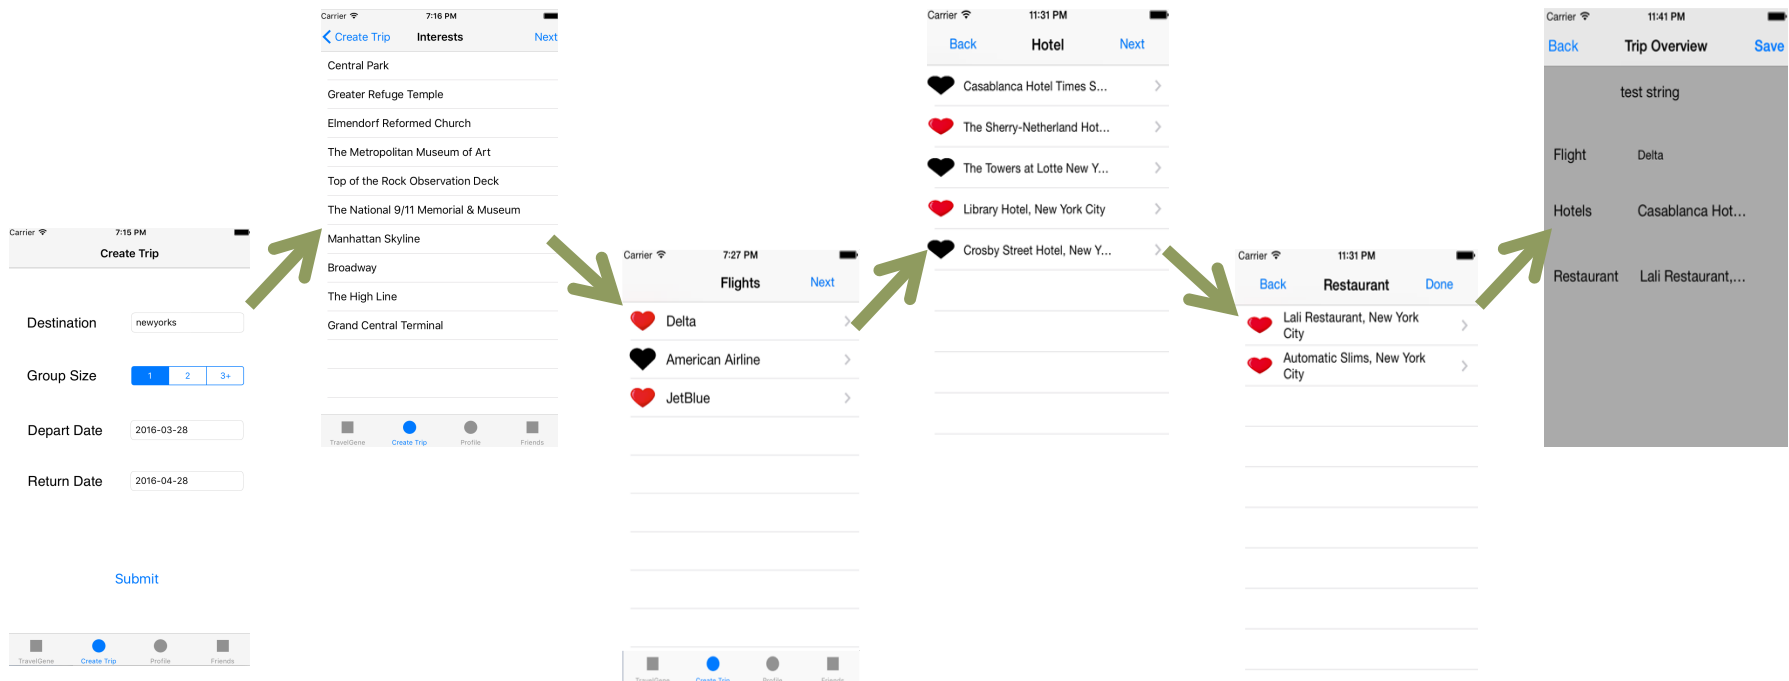 Carrier 7:15 PM
Create Trip
Destination newyorks
Group Size 1 2 3+
Depart Date 2016-03-28
Return Date 2016-04-28
Submit
TravelGene Create Trip Profile Friends
Carrier 7:16 PM
Create Trip Interests Next
Central Park
Greater Refuge Temple
Elmendorf Reformed Church
The Metropolitan Museum of Art
Top of the Rock Observation Deck
The National 9/11 Memorial & Museum
Manhattan Skyline
Broadway
The High Line
Grand Central Terminal
TravelGene Create Trip Profile Friends
Carrier 7:27 PM
Flights Next
Delta
American Airline
JetBlue
TravelGene Create Trip Profile Friends
Carrier 11:31 PM
Back Hotel Next
Casablanca Hotel Times S...
The Sherry-Netherland Hot...
The Towers at Lotte New Y...
Library Hotel, New York City
Crosby Street Hotel, New Y...
Carrier 11:31 PM
Back Restaurant Done
Lali Restaurant, New York
City
Automatic Slims, New York
City
Carrier 11:41 PM
Back Trip Overview Save
test string
Flight Delta
Hotels Casablanca Hot...
Restaurant Lali Restaurant,...